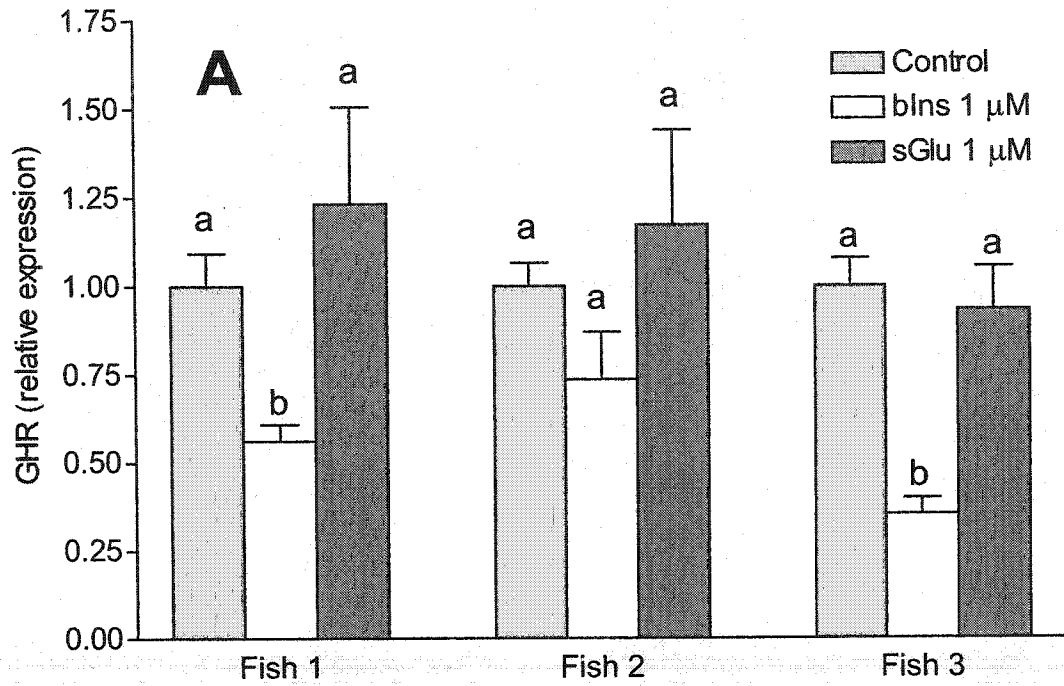 A
Control
bIns 1 μM
sGlu 1 μM
GHR (relative expression)
1.75
1.50
1.25
1.00
0.75
0.50
0.25
0.00
a
b
a
a
a
a
a
b
a
Fish 1
Fish 2
Fish 3